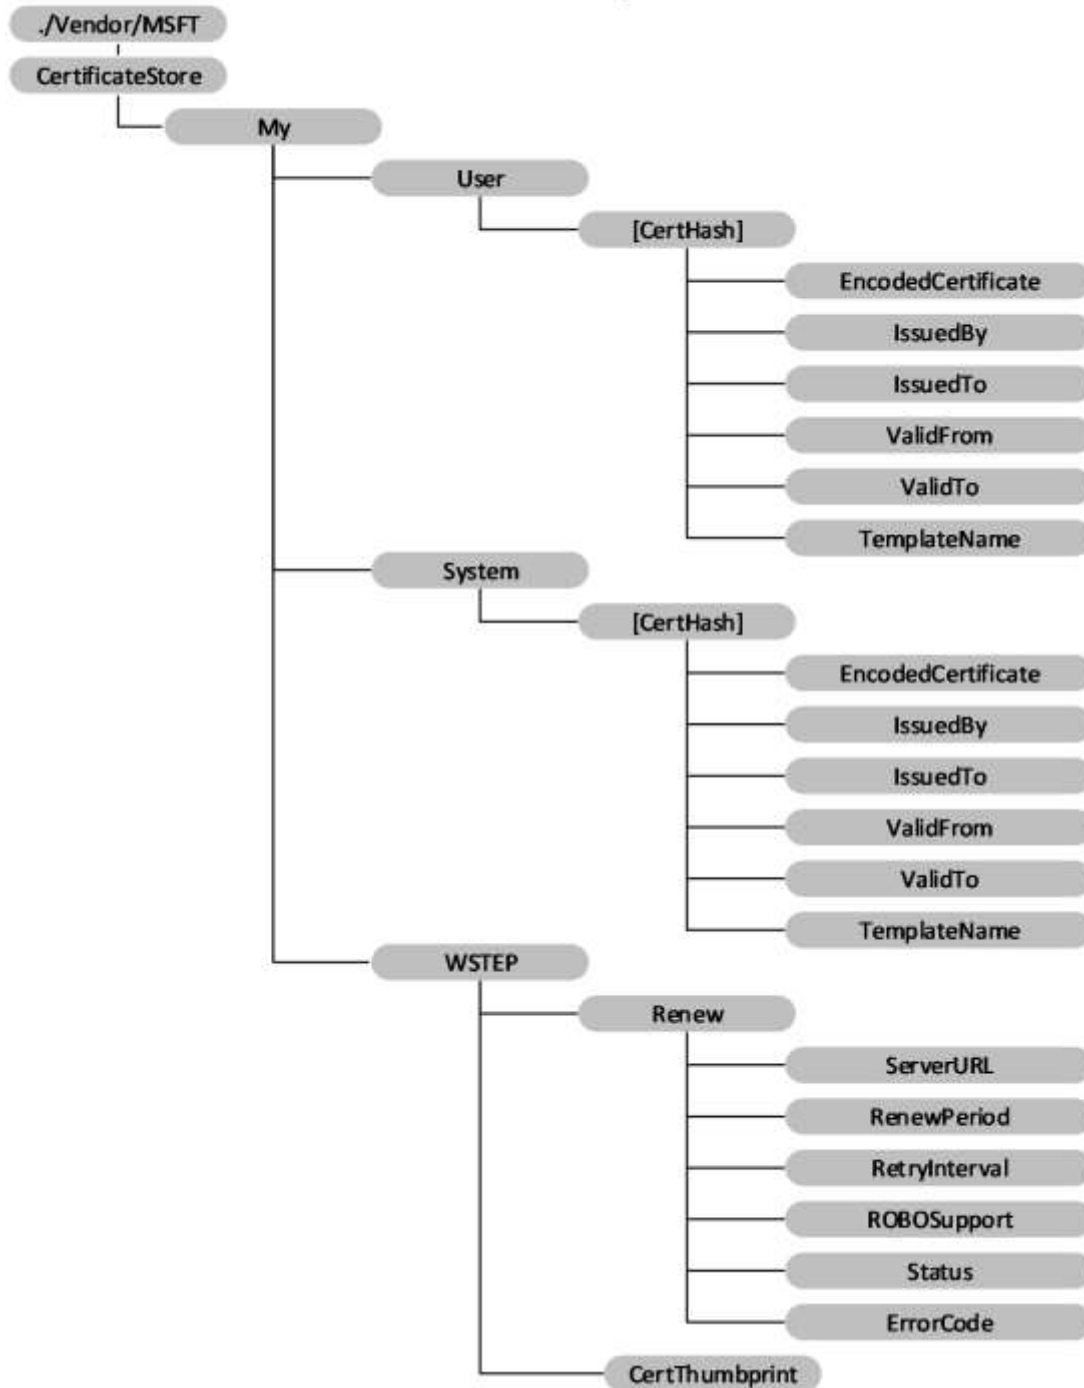 ./Vendor/MSFT
CertificateStore
My
User
[CertHash]
EncodedCertificate
IssuedBy
IssuedTo
ValidFrom
ValidTo
TemplateName
System
[CertHash]
EncodedCertificate
IssuedBy
IssuedTo
ValidFrom
ValidTo
TemplateName
WSTEP
Renew
ServerURL
RenewPeriod
RetryInterval
ROBOSupport
Status
ErrorCode
CertThumbprint